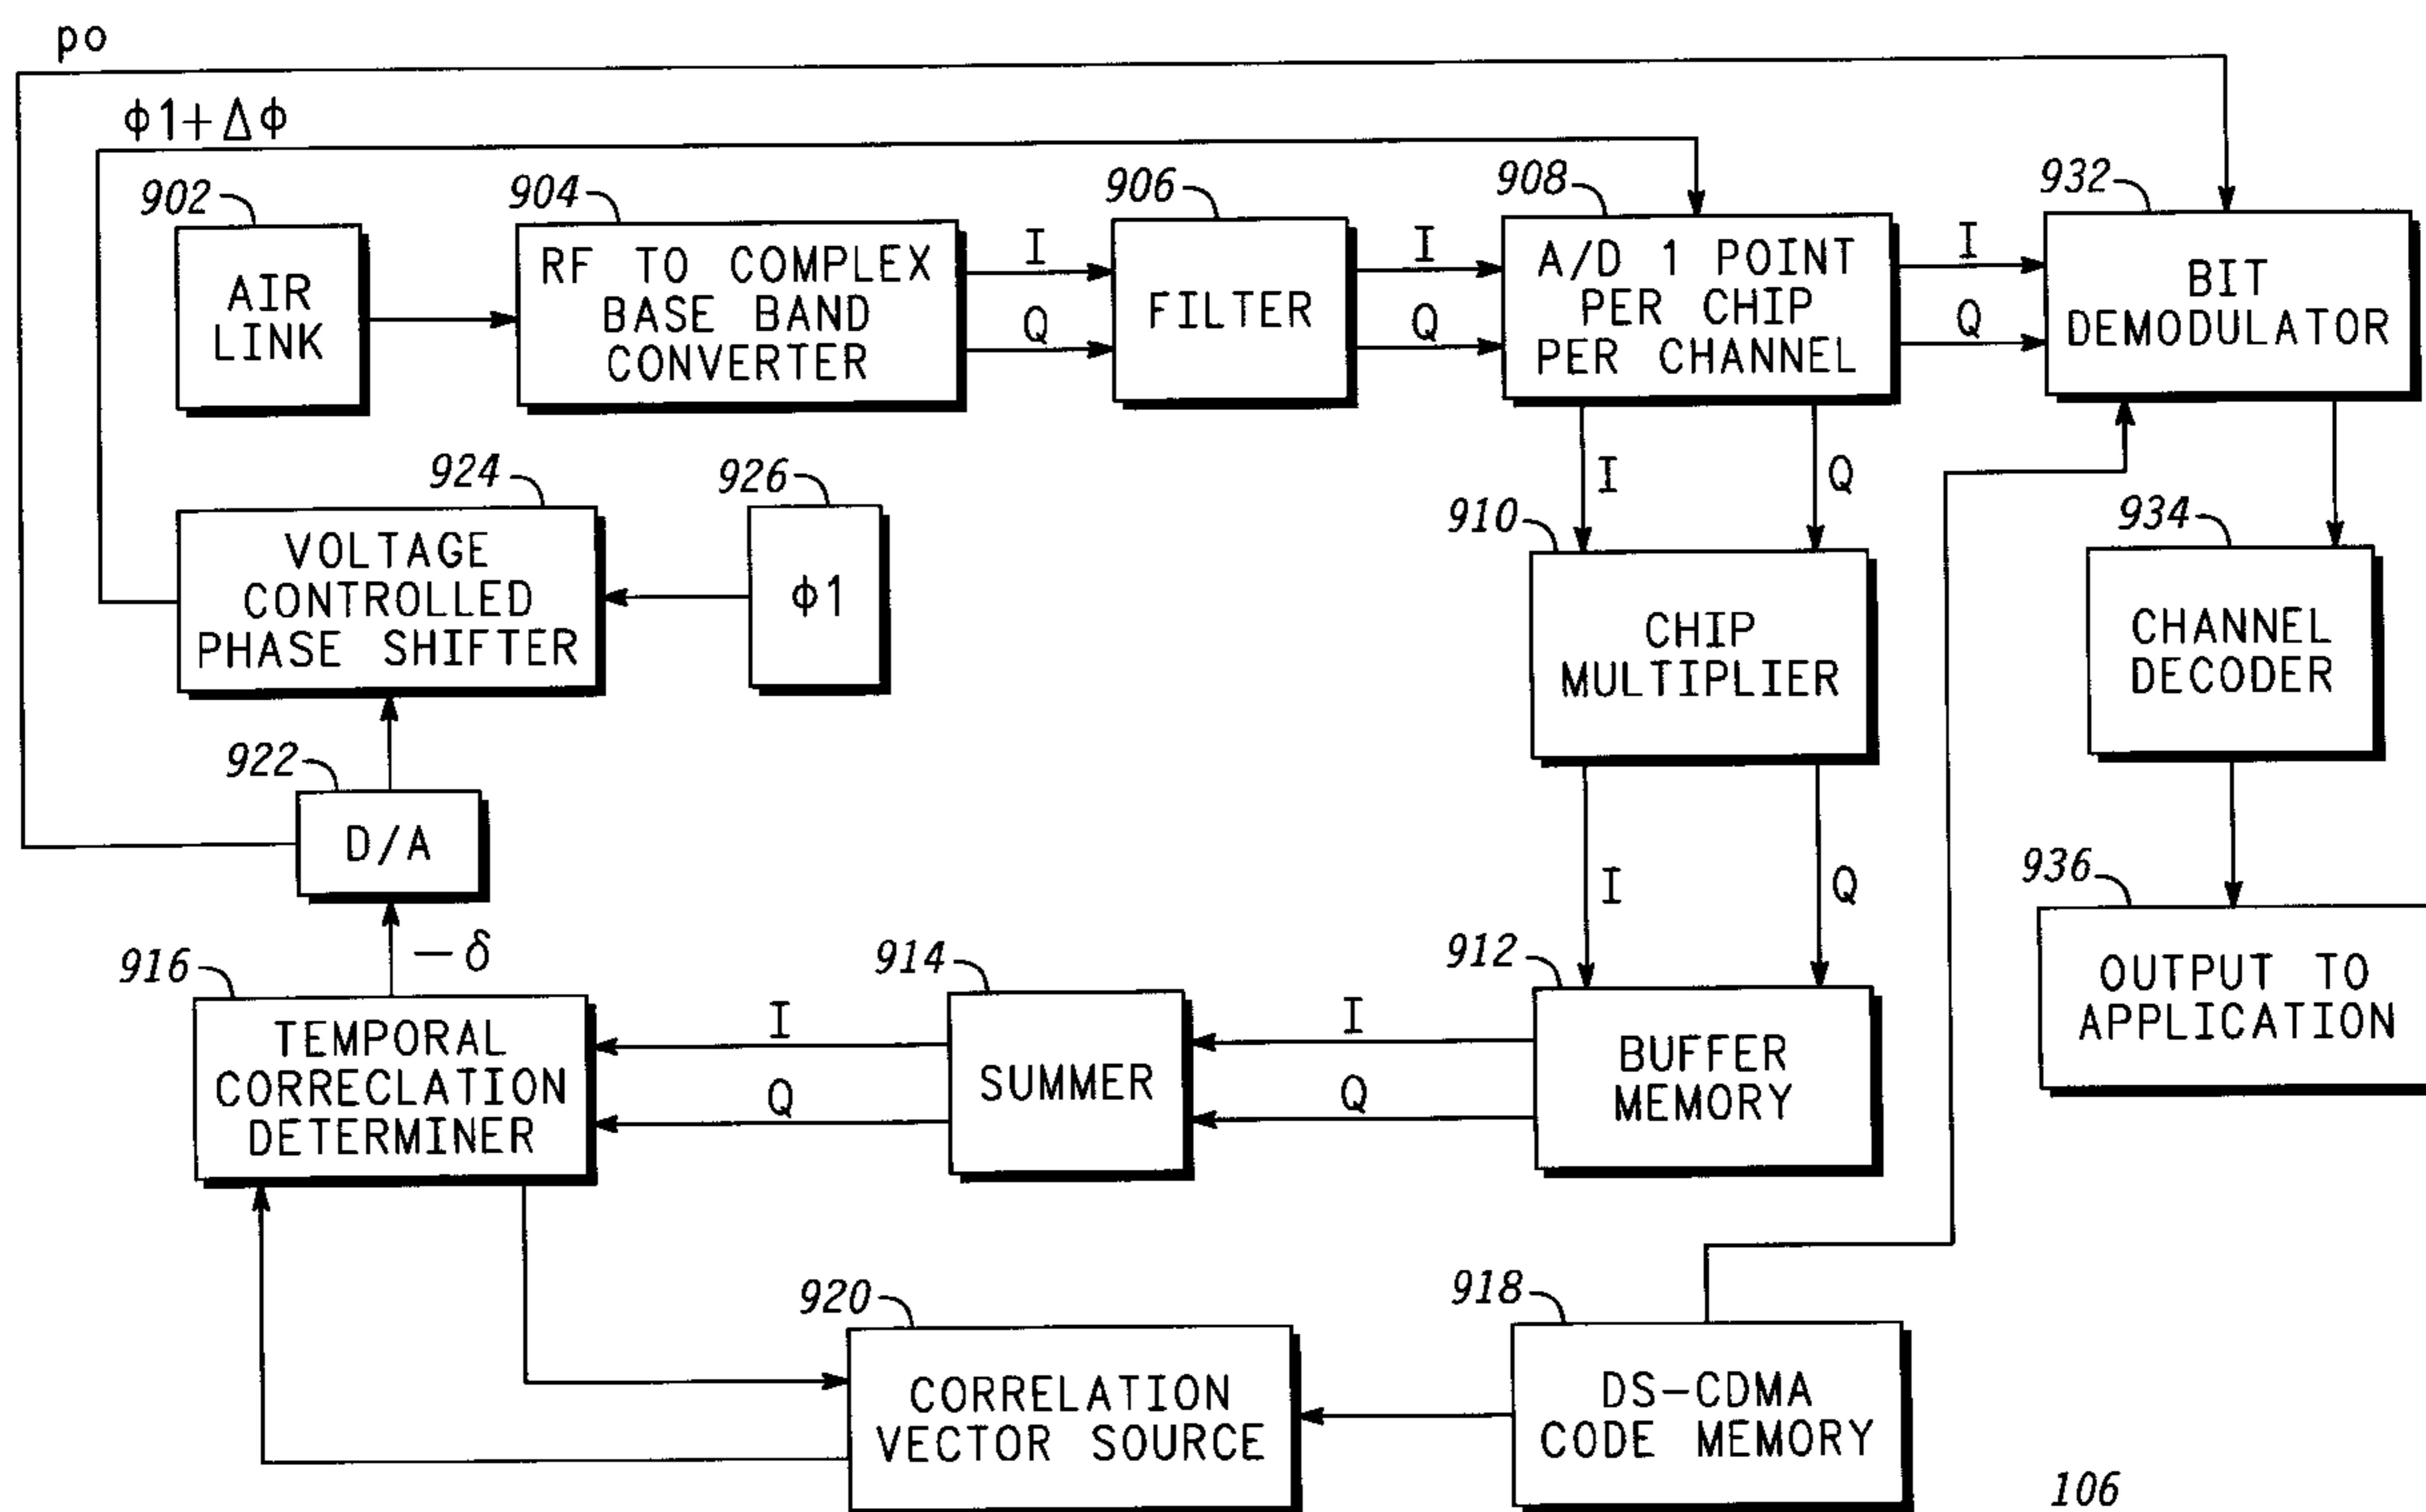 po
ϕ1+Δϕ
902
904
906
908
932
AIR
LINK
RF TO COMPLEX
BASE BAND
CONVERTER
I
Q
FILTER
I
Q
A/D 1 POINT
PER CHIP
PER CHANNEL
I
Q
BIT
DEMODULATOR
924
926
I
Q
910
934
VOLTAGE
CONTROLLED
PHASE SHIFTER
ϕ1
CHIP
MULTIPLIER
CHANNEL
DECODER
922
D/A
I
Q
936
916
−δ
914
912
OUTPUT TO
APPLICATION
TEMPORAL
CORRECLATION
DETERMINER
I
Q
SUMMER
I
Q
BUFFER
MEMORY
920
918
CORRELATION
VECTOR SOURCE
DS-CDMA
CODE MEMORY
106